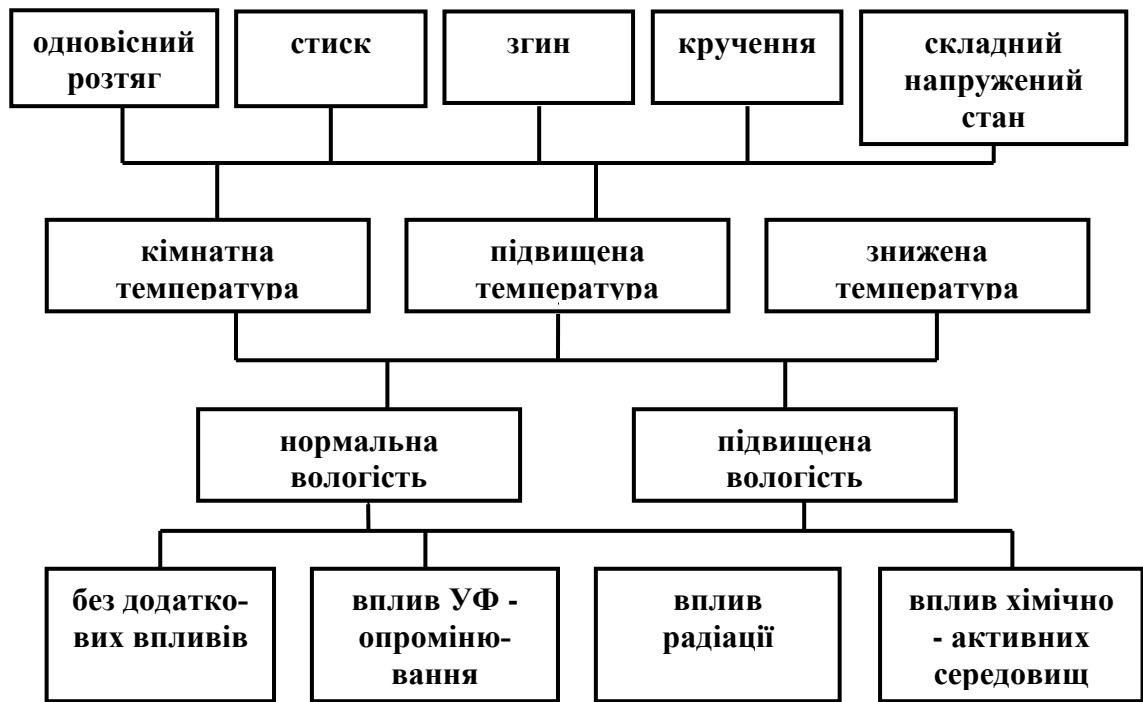 одновісний
розтяг
стиск
згин
кручення
складний
напружений
стан
кімнатна
температура
підвищена
температура
знижена
температура
нормальна
вологість
підвищена
вологість
без додатко-
вих впливів
вплив УФ -
опроміню-
вання
вплив
радіації
вплив хімічно
- активних
середовищ